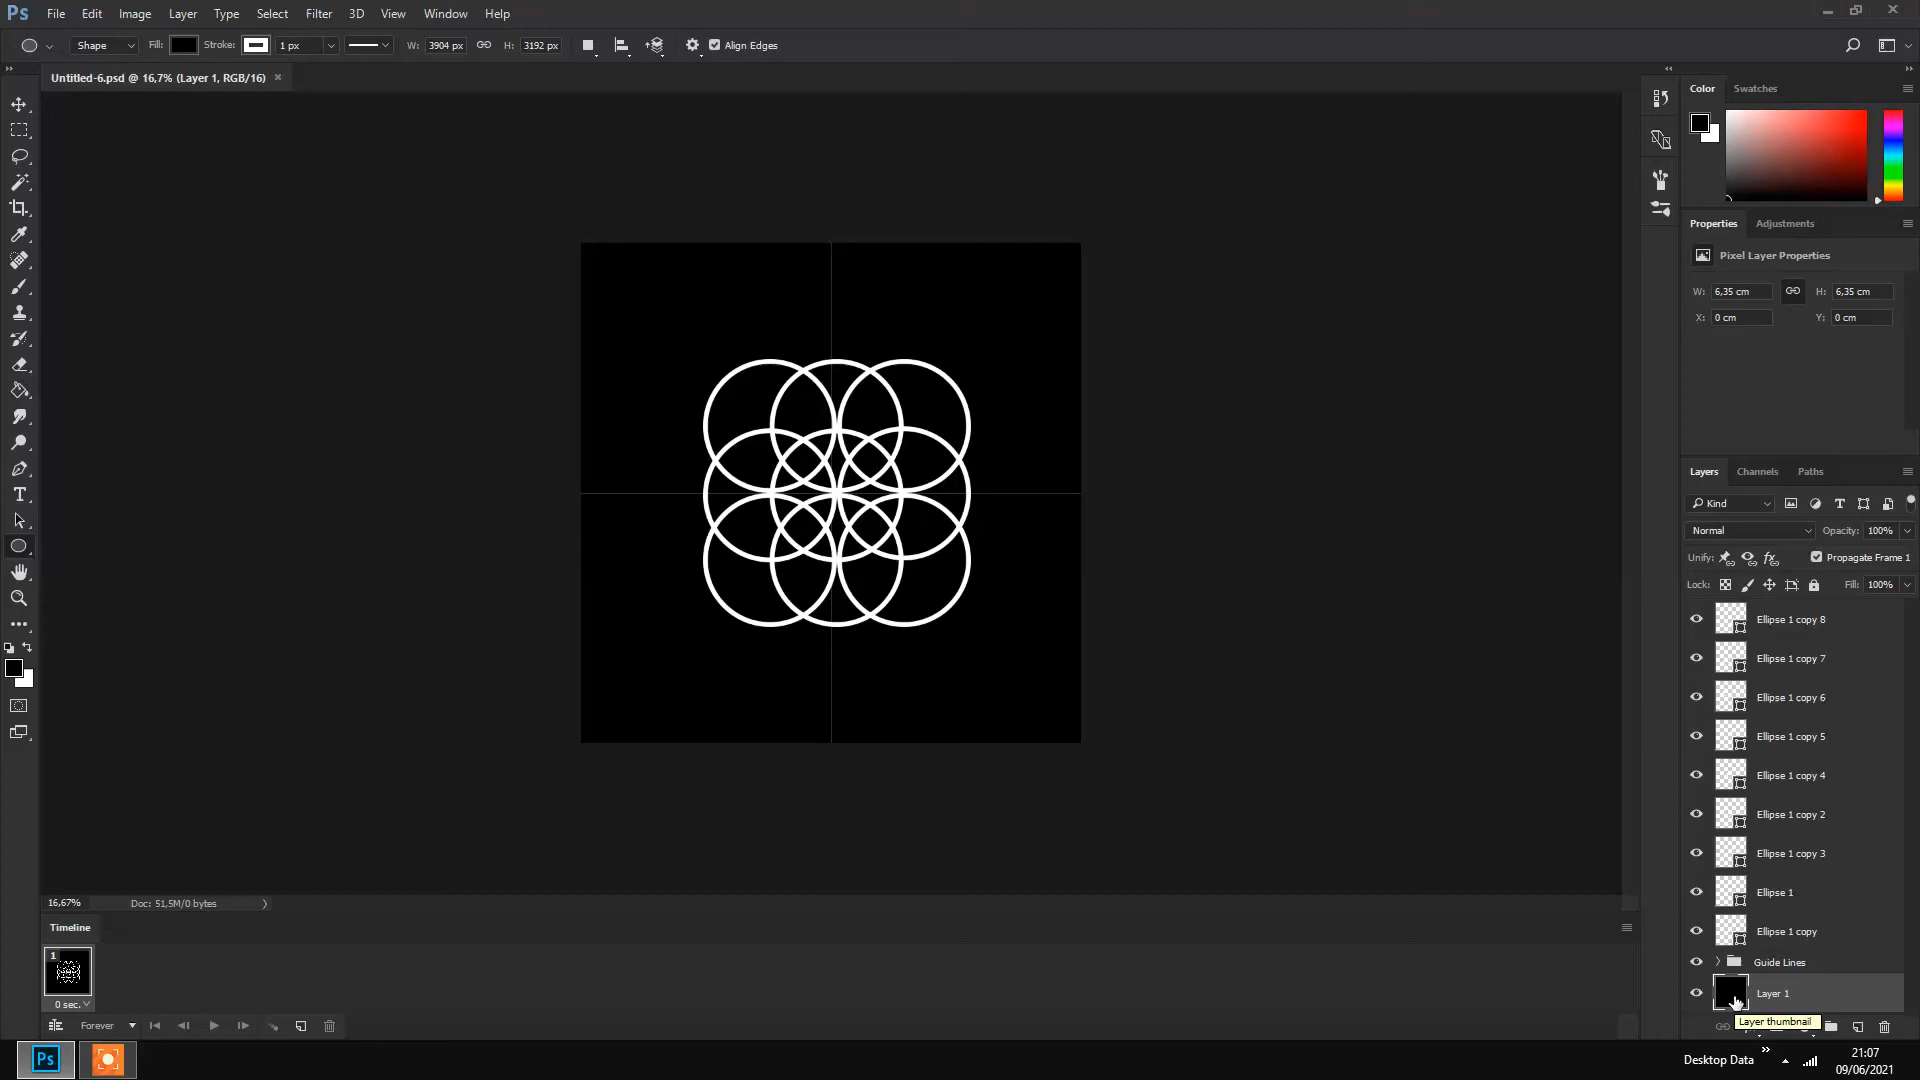 Ps File Edit Image Layer Type Select Filter 3D View Window Help
Shape Fill: Stroke: 1 px W: 3904 px H: 3192 px Align Edges
Untitled-6.psd @ 16,7% (Layer 1, RGB/16) ×
Color Swatches
Properties Adjustments
Pixel Layer Properties
W: 6,35 cm H: 6,35 cm
X: 0 cm Y: 0 cm
Layers Channels Paths
Kind
Normal Opacity: 100%
Unify: Propagate Frame 1
Lock: Fill: 100%
Ellipse 1 copy 8
Ellipse 1 copy 7
Ellipse 1 copy 6
Ellipse 1 copy 5
Ellipse 1 copy 4
Ellipse 1 copy 2
Ellipse 1 copy 3
Ellipse 1
Ellipse 1 copy
Guide Lines
Layer 1
Layer thumbnail
16,67% Doc: 51,5M/0 bytes
Timeline
1
0 sec.
Forever
Ps
Desktop Data
21:07
09/06/2021